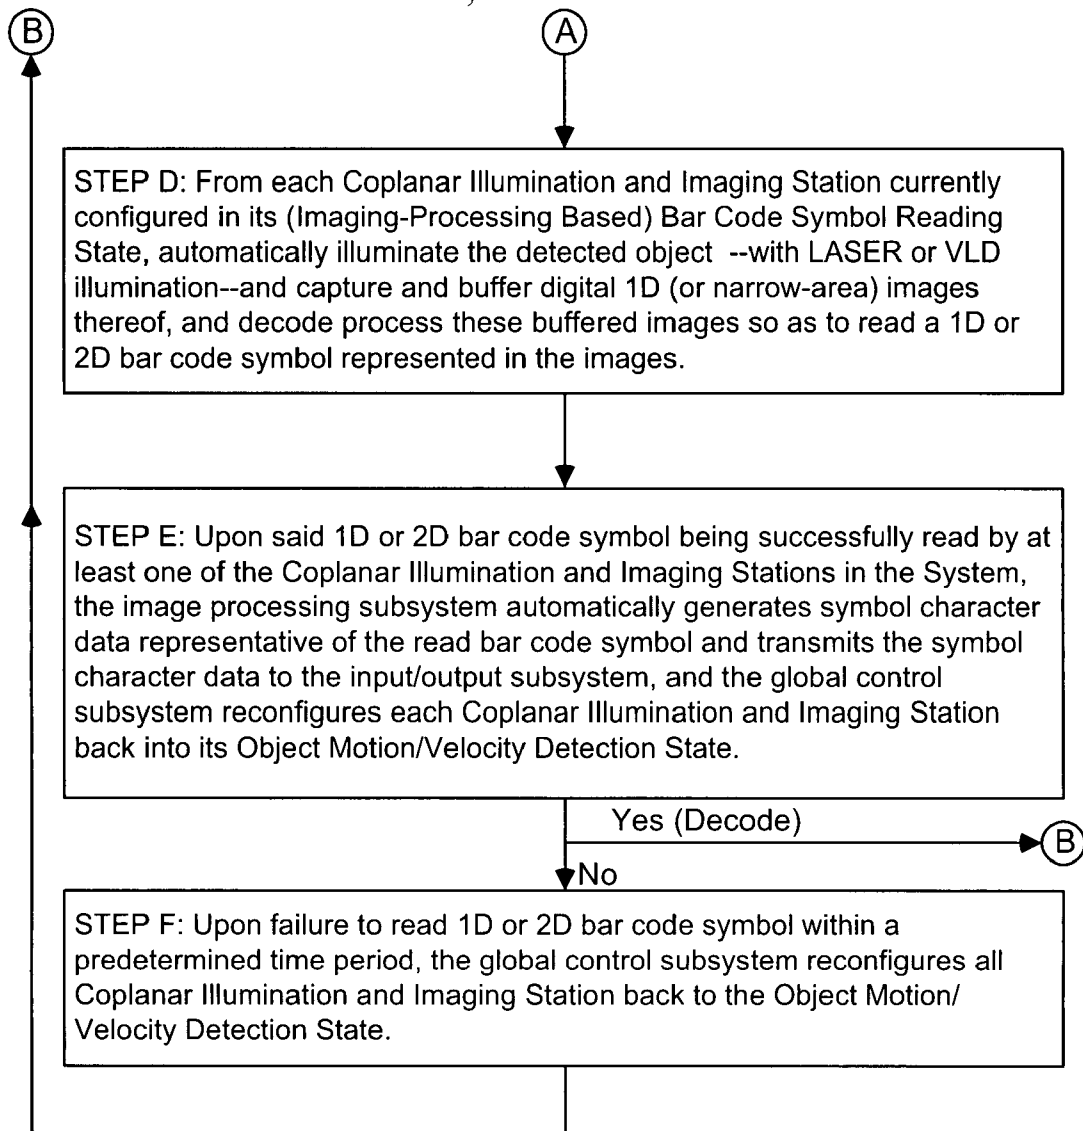 B
A
STEP D: From each Coplanar Illumination and Imaging Station currently
configured in its (Imaging-Processing Based) Bar Code Symbol Reading
State, automatically illuminate the detected object --with LASER or VLD
illumination--and capture and buffer digital 1D (or narrow-area) images
thereof, and decode process these buffered images so as to read a 1D or
2D bar code symbol represented in the images.
STEP E: Upon said 1D or 2D bar code symbol being successfully read by at
least one of the Coplanar Illumination and Imaging Stations in the System,
the image processing subsystem automatically generates symbol character
data representative of the read bar code symbol and transmits the symbol
character data to the input/output subsystem, and the global control
subsystem reconfigures each Coplanar Illumination and Imaging Station
back into its Object Motion/Velocity Detection State.
Yes (Decode)
B
No
STEP F: Upon failure to read 1D or 2D bar code symbol within a
predetermined time period, the global control subsystem reconfigures all
Coplanar Illumination and Imaging Station back to the Object Motion/
Velocity Detection State.